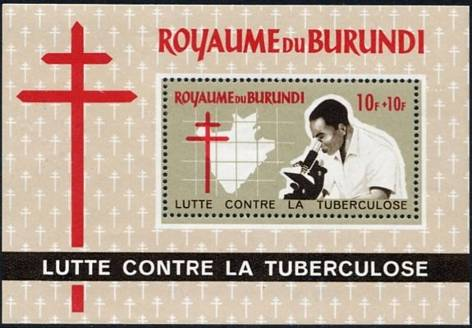 ROYAUME DU BURUNDI
ROYAUME DU BURUNDI 10F+10F
LUTTE CONTRE LA TUBERCULOSE
LUTTE CONTRE LA TUBERCULOSE